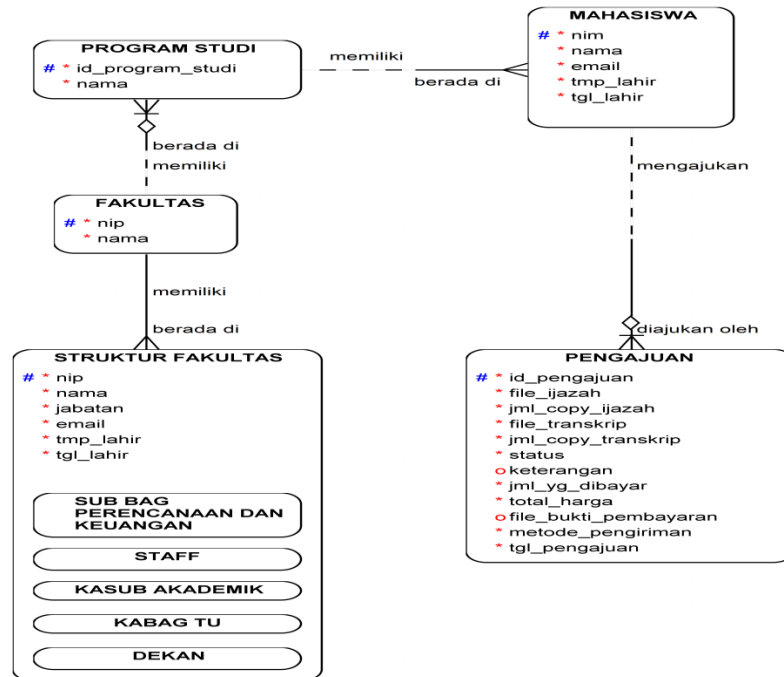 PROGRAM STUDI
# * id_program_studi
* nama
memiliki
berada di
MAHASISWA
# * nim
* nama
* email
* tmp_lahir
* tgl_lahir
berada di
memiliki
mengajukan
FAKULTAS
# * nip
* nama
memiliki
berada di
diajukan oleh
STRUKTUR FAKULTAS
# * nip
* nama
* jabatan
* email
* tmp_lahir
* tgl_lahir
SUB BAG
PERENCANAAN DAN
KEUANGAN
STAFF
KASUB AKADEMIK
KABAG TU
DEKAN
PENGAJUAN
# * id_pengajuan
* file_ijazah
* jml_copy_ijazah
* file_transkrip
* jml_copy_transkrip
* status
o keterangan
* jml_yg_dibayar
* total_harga
o file_bukti_pembayaran
* metode_pengiriman
* tgl_pengajuan